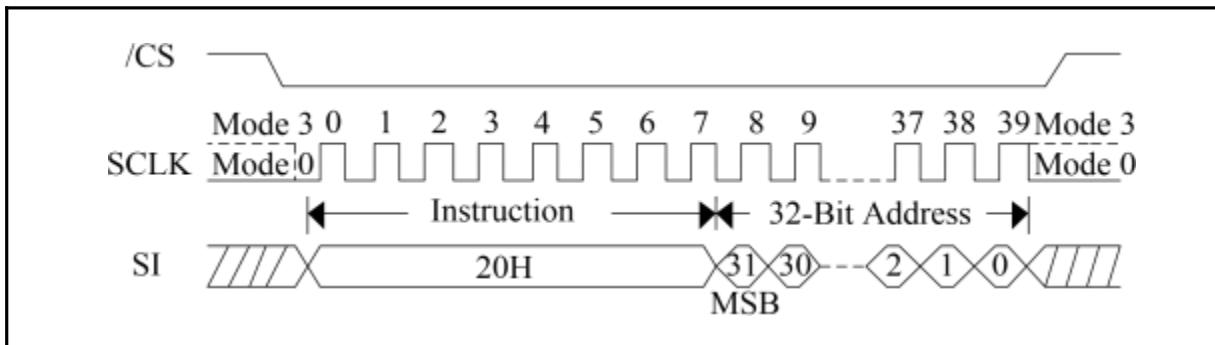 /CS
Mode 3 0 1 2 3 4 5 6 7 8 9 37 38 39 Mode 3
SCLK Mode 0 Mode 0
Instruction 32-Bit Address
SI 20H 31 30 2 1 0
MSB